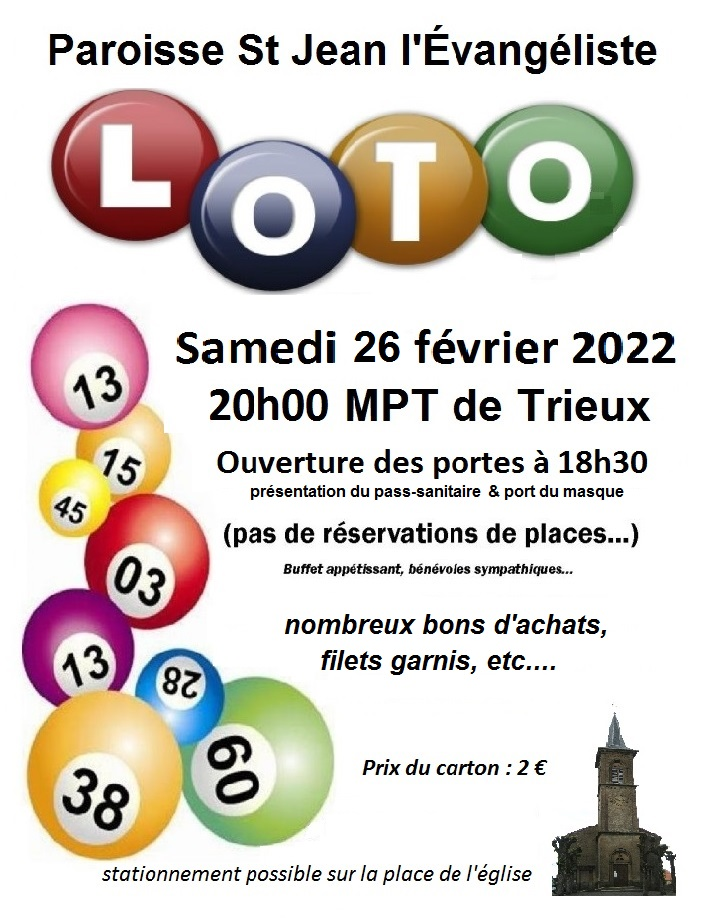 Paroisse St Jean l'Évangéliste
LOTO
Samedi 26 février 2022
20h00 MPT de Trieux
Ouverture des portes à 18h30
présentation du pass-sanitaire & port du masque
(pas de réservations de places...)
Buffet appétissant, bénévoles sympathiques...
nombreux bons d'achats,
filets garnis, etc....
13
15
45
03
13
28
60
38
Prix du carton : 2 €
stationnement possible sur la place de l'église